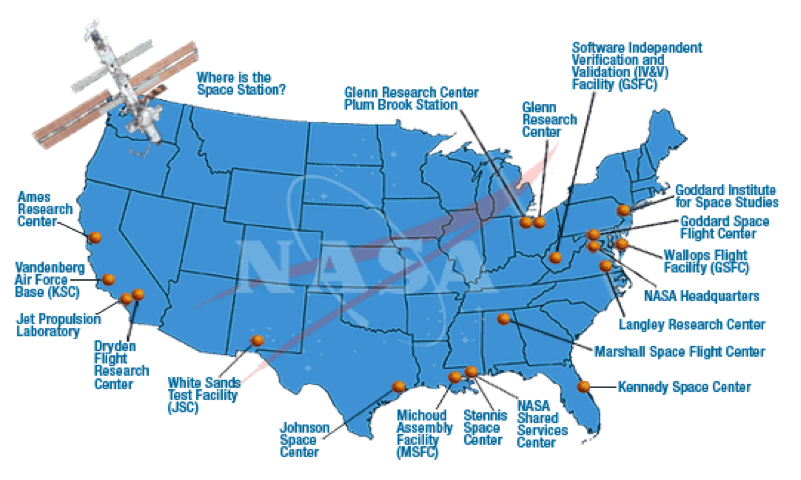 Where is the
Space Station?
Software Independent
Verification and
Validation (IV&V)
Facility (GSFC)
Glenn Research Center
Plum Brook Station
Glenn
Research
Center
Goddard Institute
for Space Studies
Goddard Space
Flight Center
Wallops Flight
Facility (GSFC)
NASA Headquarters
Langley Research Center
Marshall Space Flight Center
Kennedy Space Center
Ames
Research
Center
Vandenberg
Air Force
Base (KSC)
Jet Propulsion
Laboratory
Dryden
Flight
Research
Center
White Sands
Test Facility
(JSC)
Johnson
Space
Center
Michoud
Assembly
Facility
(MSFC)
Stennis
Space
Center
NASA
Shared
Services
Center
NASA